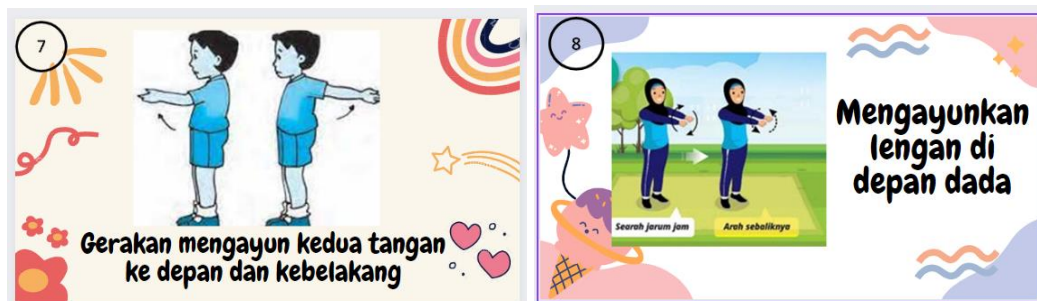 7
Gerakan mengayun kedua tangan
ke depan dan kebelakang
8
Mengayunkan
lengan di
depan dada
Searah jarum jam
Arah sebaliknya